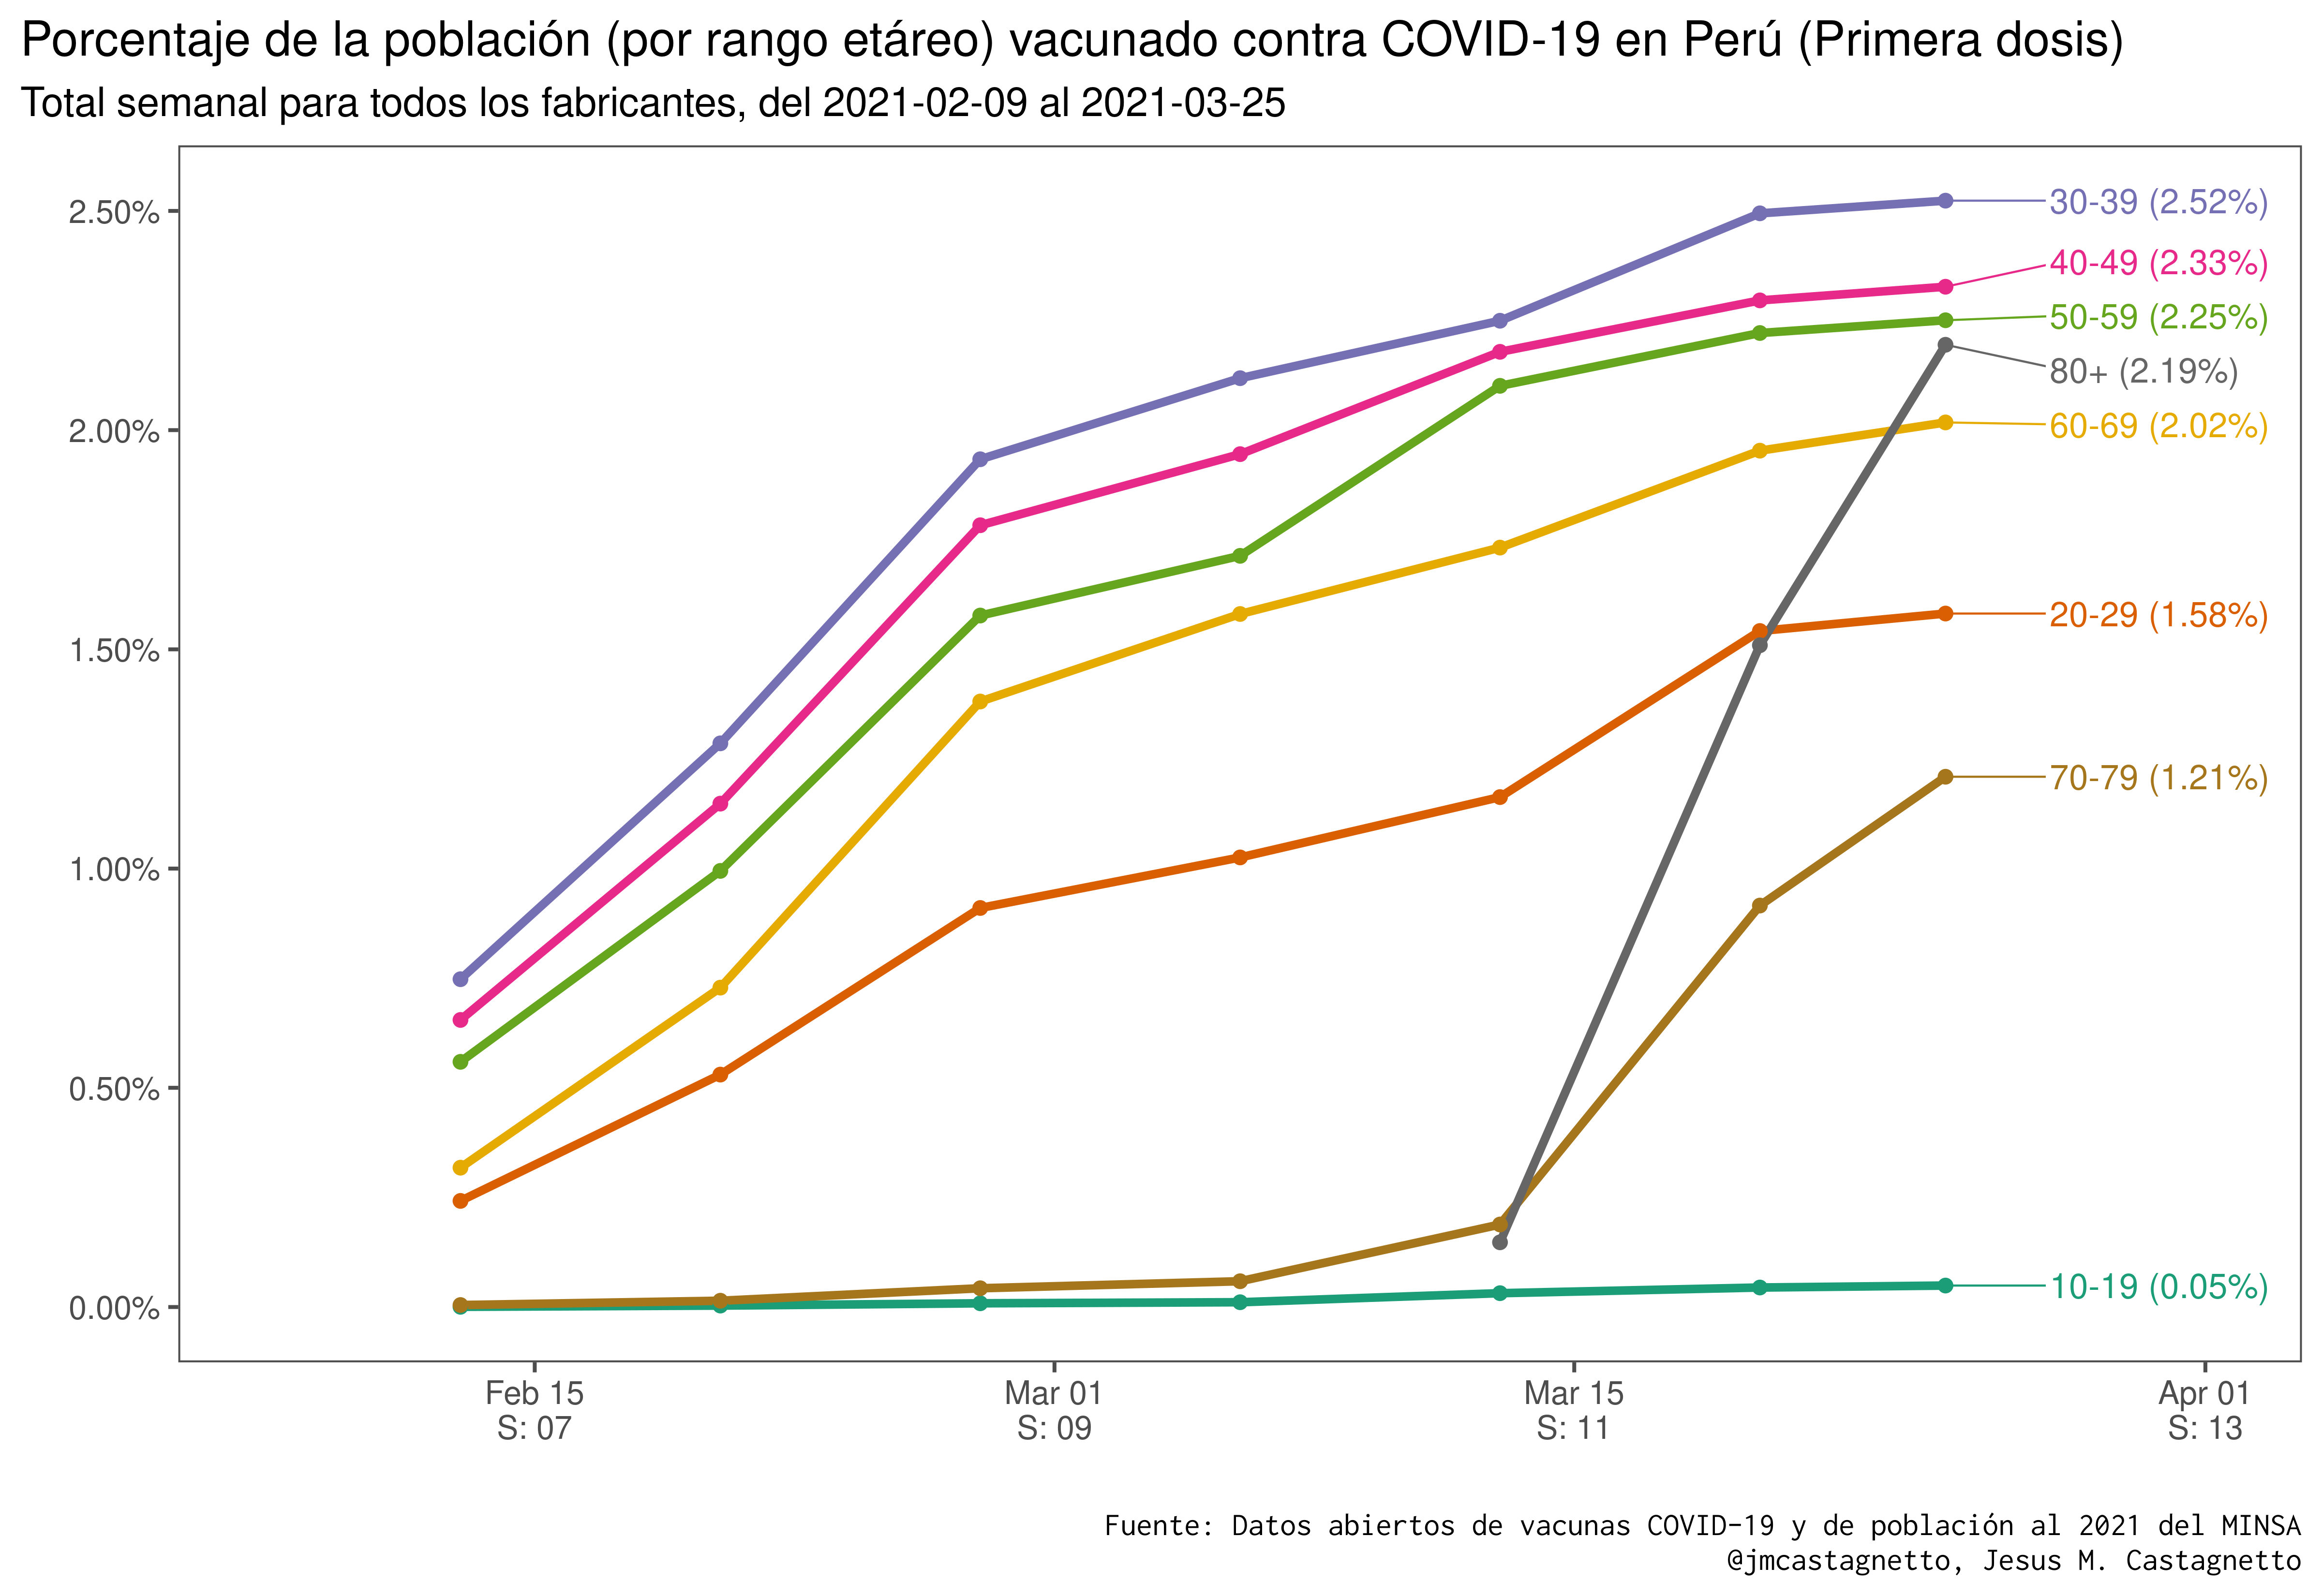 Porcentaje de la población (por rango etáreo) vacunado contra COVID-19 en Perú (Primera dosis)
Total semanal para todos los fabricantes, del 2021-02-09 al 2021-03-25
2.50%
2.00%
1.50%
1.00%
0.50%
0.00%
30-39 (2.52%)
40-49 (2.33%)
50-59 (2.25%)
80+ (2.19%)
60-69 (2.02%)
20-29 (1.58%)
70-79 (1.21%)
10-19 (0.05%)
Feb 15
S: 07
Mar 01
S: 09
Mar 15
S: 11
Apr 01
S: 13
Fuente: Datos abiertos de vacunas COVID-19 y de población al 2021 del MINSA
@jmcastagnetto, Jesus M. Castagnetto